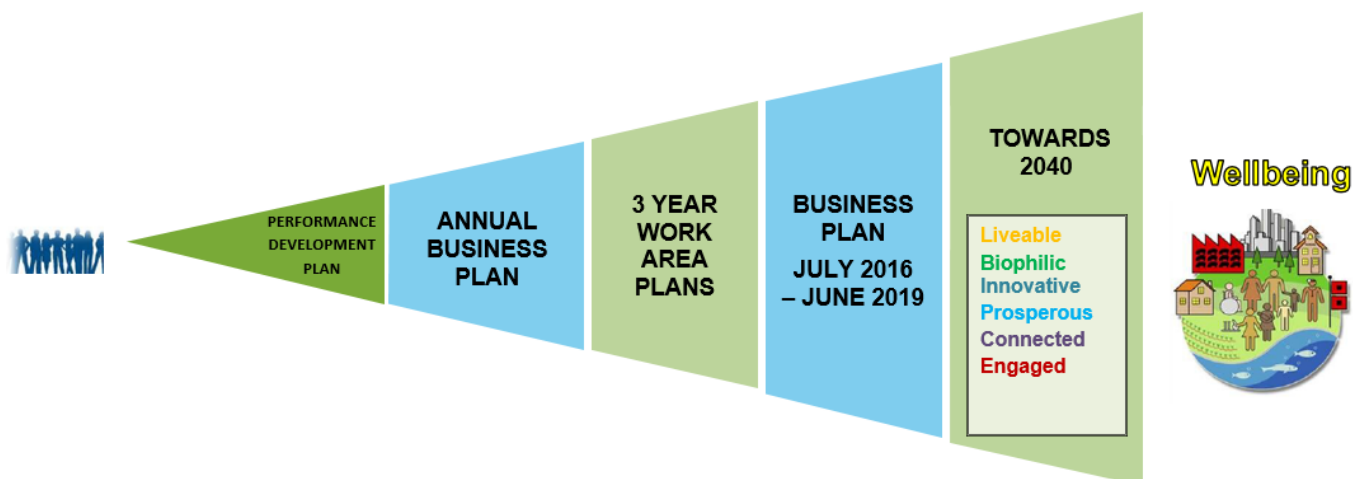 PERFORMANCE
DEVELOPMENT
PLAN
ANNUAL
BUSINESS
PLAN
3 YEAR
WORK
AREA
PLANS
BUSINESS
PLAN
JULY 2016
– JUNE 2019
TOWARDS
2040
Liveable
Biophilic
Innovative
Prosperous
Connected
Engaged
Wellbeing